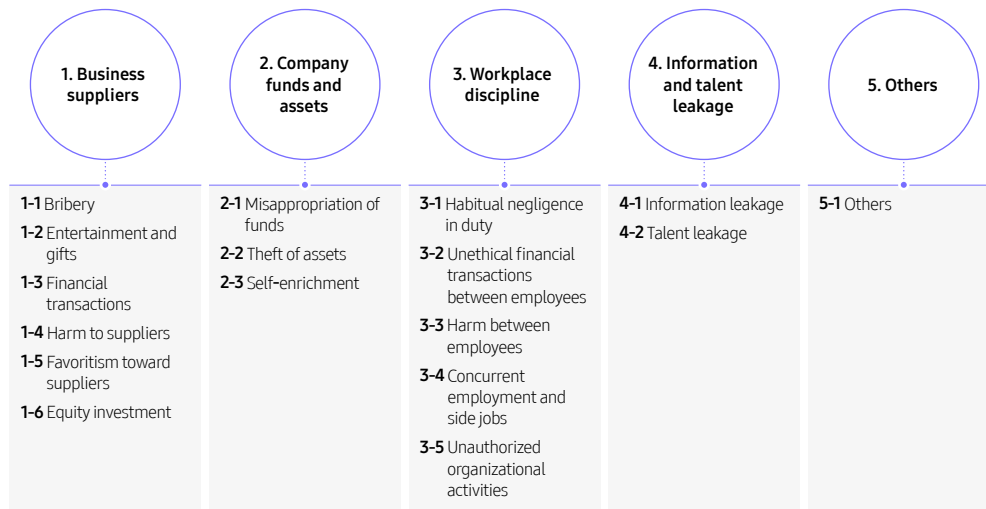 1. Business
suppliers
2. Company
funds and
assets
3. Workplace
discipline
4. Information
and talent
leakage
5. Others
1-1 Bribery
1-2 Entertainment and
gifts
1-3 Financial
transactions
1-4 Harm to suppliers
1-5 Favoritism toward
suppliers
1-6 Equity investment
2-1 Misappropriation of
funds
2-2 Theft of assets
2-3 Self-enrichment
3-1 Habitual negligence
in duty
3-2 Unethical financial
transactions
between employees
3-3 Harm between
employees
3-4 Concurrent
employment and
side jobs
3-5 Unauthorized
organizational
activities
4-1 Information leakage
4-2 Talent leakage
5-1 Others